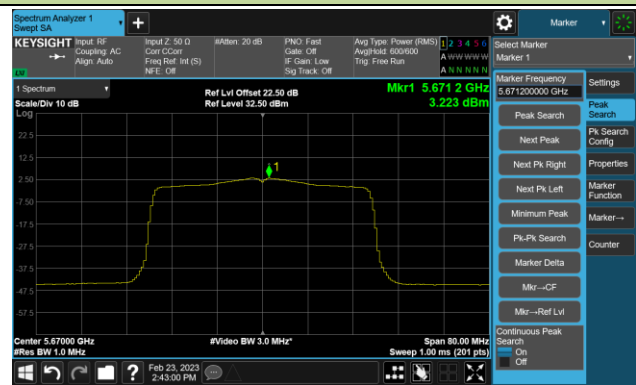 Spectrum Analyzer 1
Swept SA
Marker
KEYSIGHT
Input: RF
Coupling: AC
Align: Auto
Input Z: 50 Ω
Corr CCorr
Freq Ref: Int (S)
NFE: Off
#Atten: 20 dB
PNO: Fast
Gate: Off
IF Gain: Low
Sig Track: Off
Avg Type: Power (RMS)
Avg|Hold: 600/600
Trig: Free Run
1 2 3 4 5 6
A W W W W W
A N N N N N
Select Marker
Marker 1
LXI
1 Spectrum
Scale/Div 10 dB
Log
Ref Lvl Offset 22.50 dB
Ref Level 32.50 dBm
Mkr1 5.671 2 GHz
3.223 dBm
22.5
12.5
2.50
-7.50
-17.5
-27.5
-37.5
-47.5
-57.5
1
Center 5.67000 GHz
#Res BW 1.0 MHz
#Video BW 3.0 MHz*
Span 80.00 MHz
Sweep 1.00 ms (201 pts)
Marker Frequency
5.671200000 GHz
Peak Search
Next Peak
Next Pk Right
Next Pk Left
Minimum Peak
Pk-Pk Search
Marker Delta
Mkr→CF
Mkr→Ref Lvl
Continuous Peak
Search
On
Off
Settings
Peak
Search
Pk Search
Config
Properties
Marker
Function
Marker→
Counter
?
Feb 23, 2023
2:43:00 PM